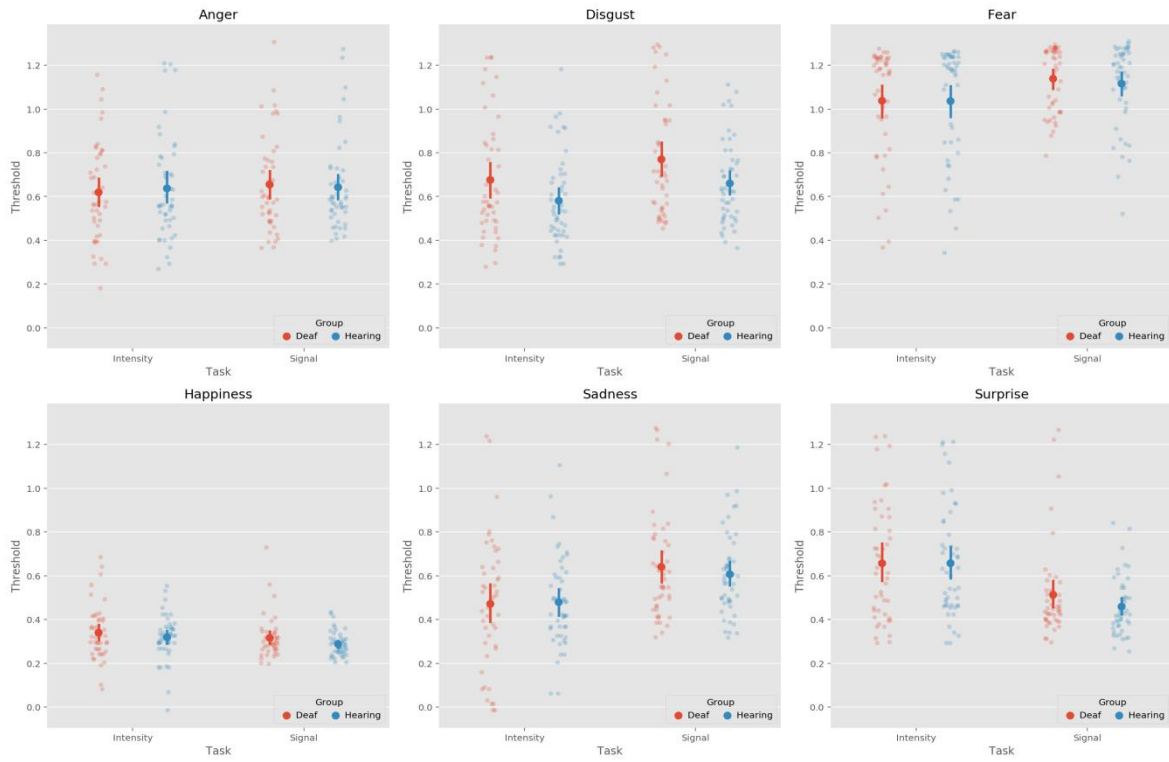 Anger
Disgust
Fear
Threshold
1.2
1.0
0.8
0.6
0.4
0.2
0.0
Group
Deaf Hearing
Intensity Signal
Task
Threshold
1.2
1.0
0.8
0.6
0.4
0.2
0.0
Group
Deaf Hearing
Intensity Signal
Task
Threshold
1.2
1.0
0.8
0.6
0.4
0.2
0.0
Group
Deaf Hearing
Intensity Signal
Task
Happiness
Sadness
Surprise
Threshold
1.2
1.0
0.8
0.6
0.4
0.2
0.0
Group
Deaf Hearing
Intensity Signal
Task
Threshold
1.2
1.0
0.8
0.6
0.4
0.2
0.0
Group
Deaf Hearing
Intensity Signal
Task
Threshold
1.2
1.0
0.8
0.6
0.4
0.2
0.0
Group
Deaf Hearing
Intensity Signal
Task